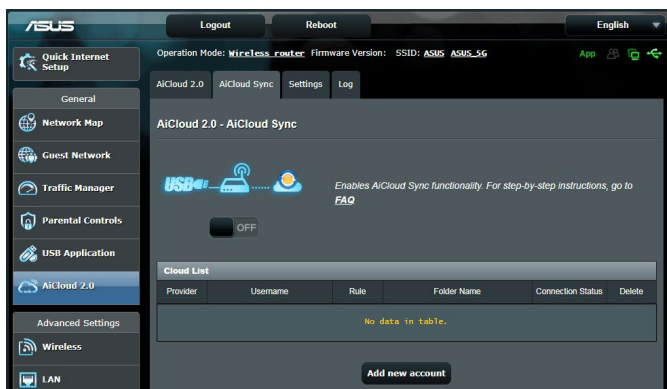 ASUS
Logout
Reboot
English
Quick Internet
Setup
Operation Mode: Wireless router Firmware Version: SSID: ASUS ASUS_5G
App
General
Network Map
Guest Network
Traffic Manager
Parental Controls
USB Application
AiCloud 2.0
Advanced Settings
Wireless
LAN
AiCloud 2.0 AiCloud Sync Settings Log
AiCloud 2.0 - AiCloud Sync
USB
Enables AiCloud Sync functionality. For step-by-step instructions, go to
FAQ
OFF
Cloud List
Provider Username Rule Folder Name Connection Status Delete
No data in table.
Add new account